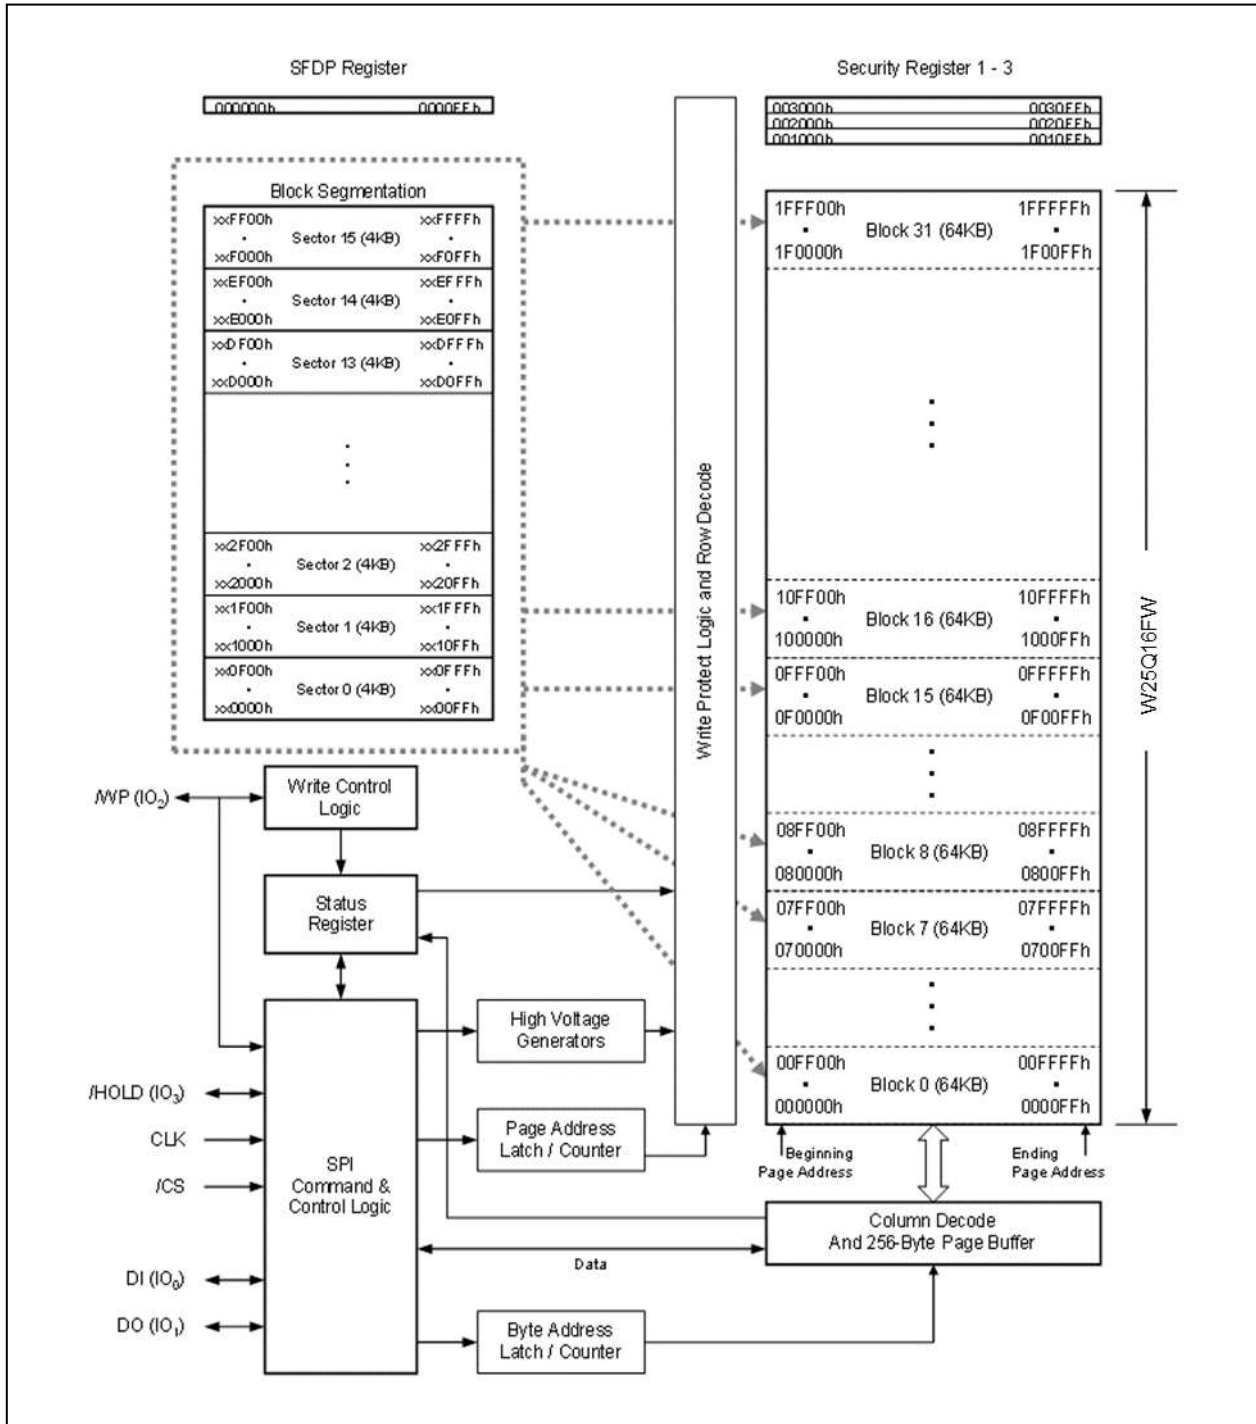 SFDP Register
000000h 0000FFh
Security Register 1 - 3
003000h 0030FFh
002000h 0020FFh
001000h 0010FFh
Block Segmentation
xxFF00h xxFFFFh
Sector 15 (4KB)
xxF000h xxF0FFh
xxEF00h xxEFFFh
Sector 14 (4KB)
xxE000h xxE0FFh
xxDF00h xxDFFFh
Sector 13 (4KB)
xxD000h xxD0FFh
xx2F00h xx2FFFh
Sector 2 (4KB)
xx2000h xx20FFh
xx1F00h xx1FFFh
Sector 1 (4KB)
xx1000h xx10FFh
xx0F00h xx0FFFh
Sector 0 (4KB)
xx0000h xx00FFh
Write Protect Logic and Row Decode
1FFF00h 1FFFFFh
Block 31 (64KB)
1F0000h 1F00FFh
10FF00h 10FFFFh
Block 16 (64KB)
100000h 1000FFh
0FFF00h 0FFFFFh
Block 15 (64KB)
0F0000h 0F00FFh
08FF00h 08FFFFh
Block 8 (64KB)
080000h 0800FFh
07FF00h 07FFFFh
Block 7 (64KB)
070000h 0700FFh
00FF00h 00FFFFh
Block 0 (64KB)
000000h 0000FFh
W25Q16FW
Beginning
Page Address
Ending
Page Address
/WP (IO2)
Write Control
Logic
Status
Register
High Voltage
Generators
/HOLD (IO3)
CLK
/CS
DI (IO0)
DO (IO1)
SPI
Command &
Control Logic
Page Address
Latch / Counter
Column Decode
And 256-Byte Page Buffer
Data
Byte Address
Latch / Counter